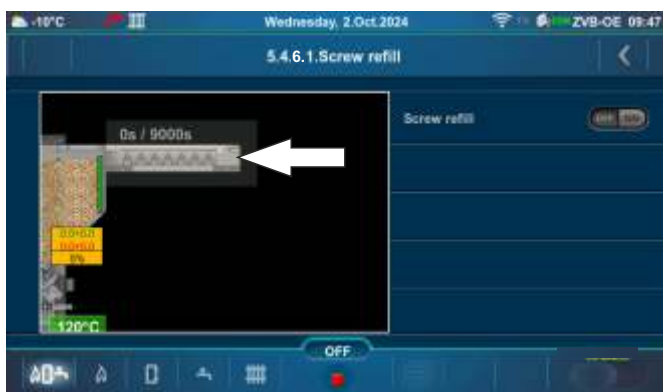 -10°C Wednesday, 2.Oct.2024 ZVB-OE 09:47
5.4.6.1.Screw refill
0s / 9000s
Screw refill
0%
120°C
OFF